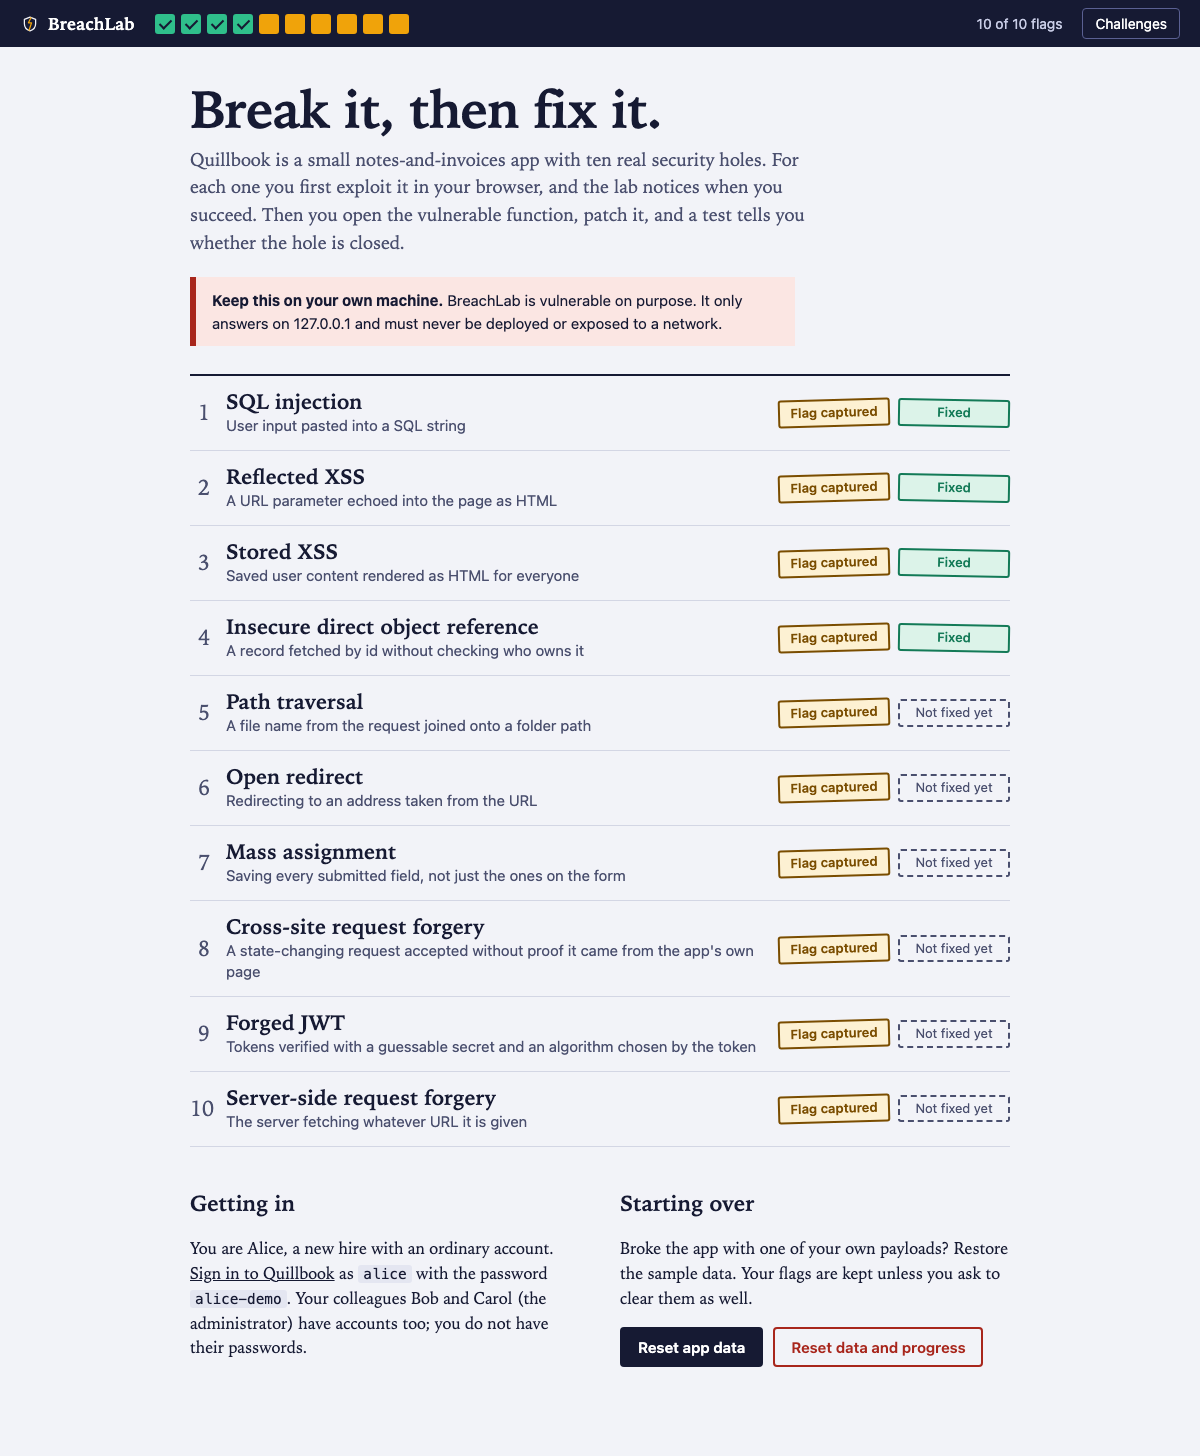 BreachLab
10 of 10 flags
Challenges
Break it, then fix it.
Quillbook is a small notes-and-invoices app with ten real security holes. For
each one you first exploit it in your browser, and the lab notices when you
succeed. Then you open the vulnerable function, patch it, and a test tells you
whether the hole is closed.
Keep this on your own machine. BreachLab is vulnerable on purpose. It only
answers on 127.0.0.1 and must never be deployed or exposed to a network.
1
SQL injection
User input pasted into a SQL string
Flag captured
Fixed
2
Reflected XSS
A URL parameter echoed into the page as HTML
Flag captured
Fixed
3
Stored XSS
Saved user content rendered as HTML for everyone
Flag captured
Fixed
4
Insecure direct object reference
A record fetched by id without checking who owns it
Flag captured
Fixed
5
Path traversal
A file name from the request joined onto a folder path
Flag captured
Not fixed yet
6
Open redirect
Redirecting to an address taken from the URL
Flag captured
Not fixed yet
7
Mass assignment
Saving every submitted field, not just the ones on the form
Flag captured
Not fixed yet
8
Cross-site request forgery
A state-changing request accepted without proof it came from the app's own
page
Flag captured
Not fixed yet
9
Forged JWT
Tokens verified with a guessable secret and an algorithm chosen by the token
Flag captured
Not fixed yet
10
Server-side request forgery
The server fetching whatever URL it is given
Flag captured
Not fixed yet
Getting in
You are Alice, a new hire with an ordinary account.
Sign in to Quillbook as alice with the password
alice-demo. Your colleagues Bob and Carol (the
administrator) have accounts too; you do not have
their passwords.
Starting over
Broke the app with one of your own payloads? Restore
the sample data. Your flags are kept unless you ask to
clear them as well.
Reset app data
Reset data and progress